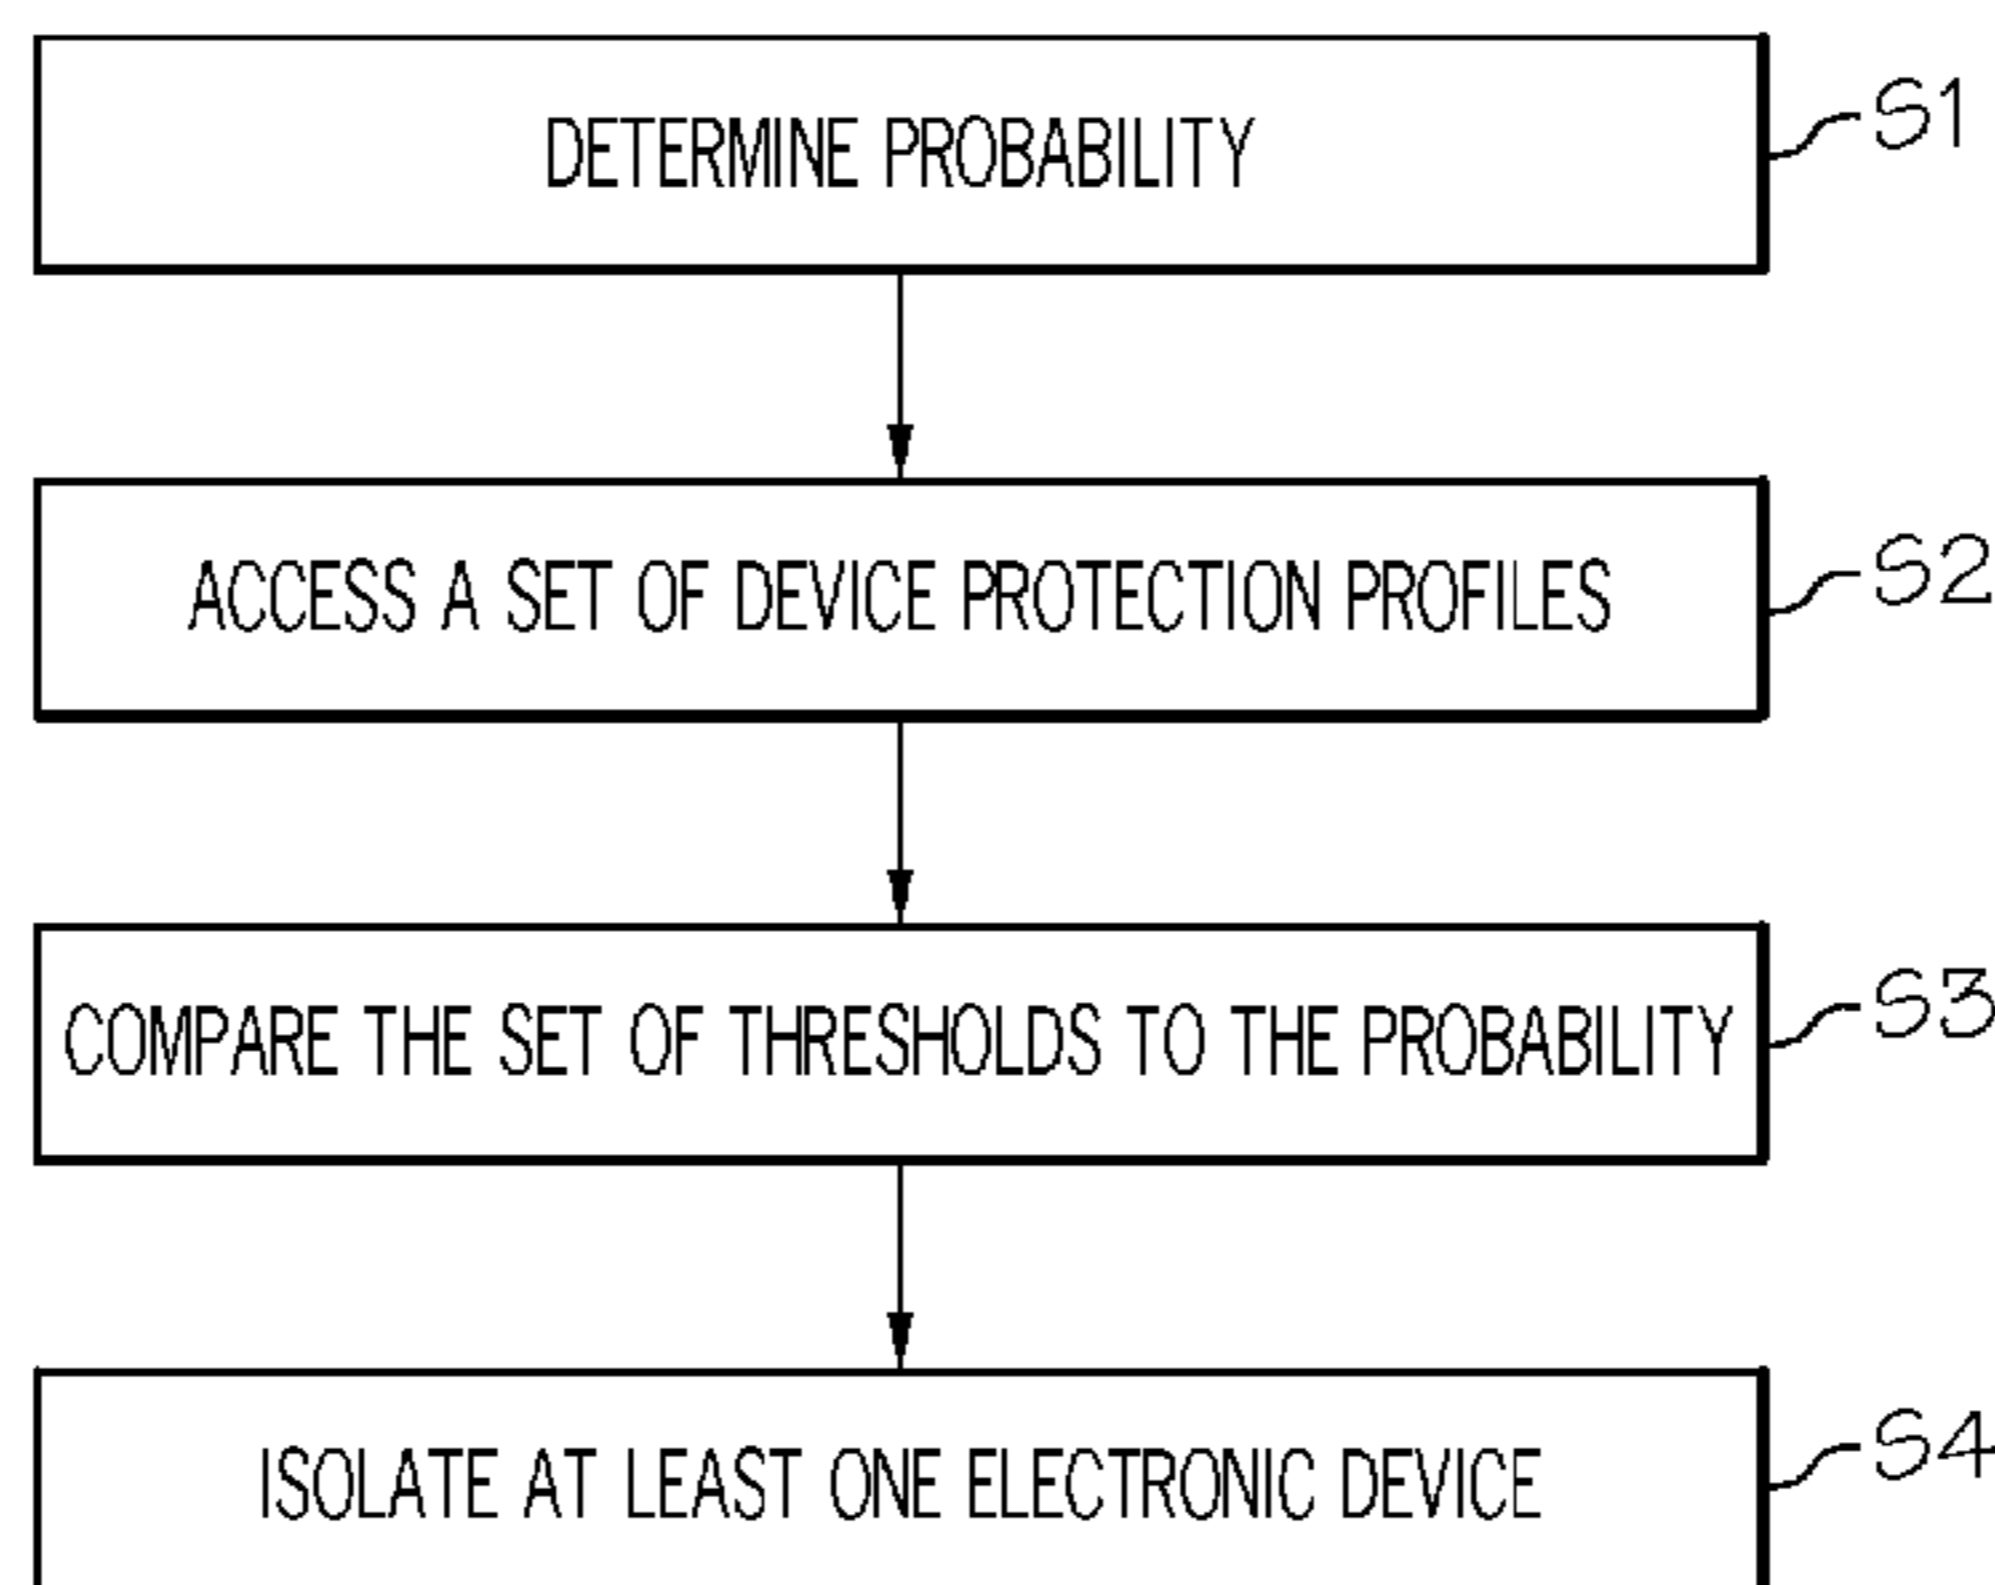 DETERMINE PROBABILITY
S1
ACCESS A SET OF DEVICE PROTECTION PROFILES
S2
COMPARE THE SET OF THRESHOLDS TO THE PROBABILITY
S3
ISOLATE AT LEAST ONE ELECTRONIC DEVICE
S4